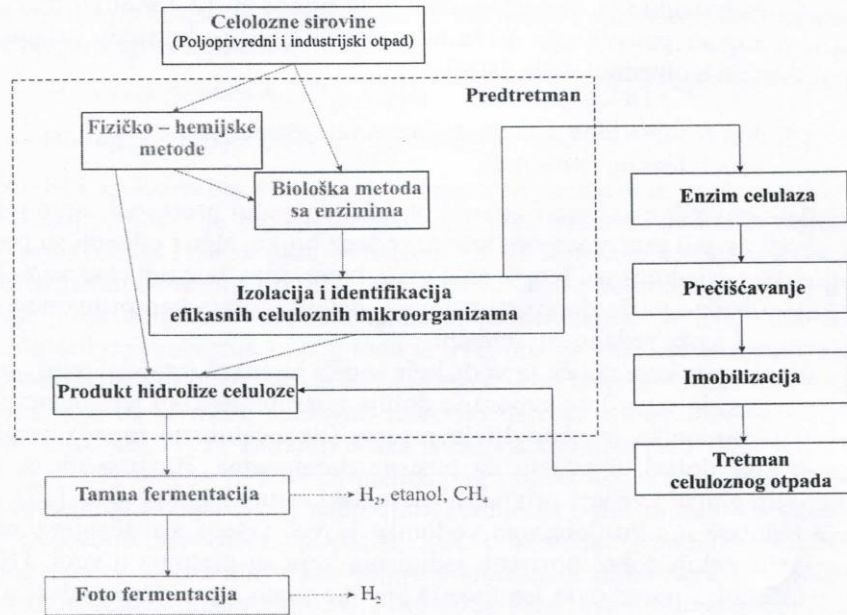 Celolozne sirovine
(Poljoprivredni i industrijski otpad)
Predtretman
Fizičko – hemijske
metode
Biološka metoda
sa enzimima
Enzim celulaza
Izolacija i identifikacija
efikasnih celuloznih mikroorganizama
Prečišćavanje
Produkt hidrolize celuloze
Imobilizacija
Tretman
celuloznog otpada
Tamna fermentacija
H₂, etanol, CH₄
Foto fermentacija
H₂